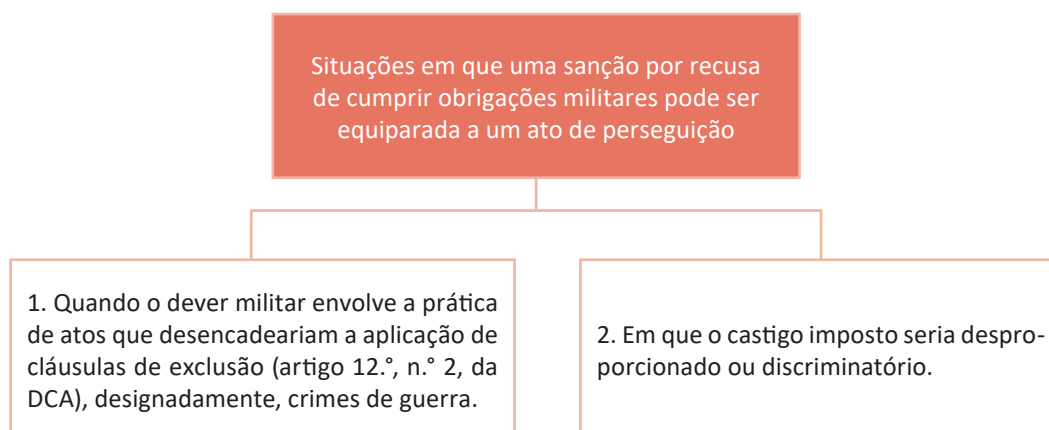 Situações em que uma sanção por recusa
de cumprir obrigações militares pode ser
equiparada a um ato de perseguição
1. Quando o dever militar envolve a prática
de atos que desencadeariam a aplicação de
cláusulas de exclusão (artigo 12.°, n.° 2, da
DCA), designadamente, crimes de guerra.
2. Em que o castigo imposto seria despro-
porcionado ou discriminatório.